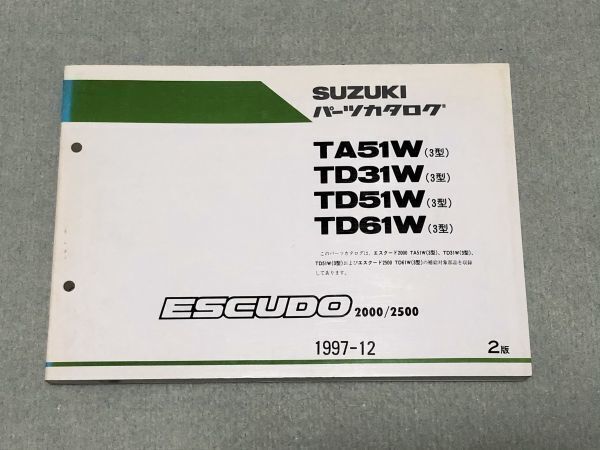 SUZUKI
パーツカタログ
TA51W(3型)
TD31W(3型)
TD51W(3型)
TD61W(3型)
このパーツカタログは、エスクード2000 TA51W(3型)、TD31W(3型)、
TD51W(3型)およびエスクード2500 TD61W(3型)の補給対象部品を収録
してあります。
ESCUDO 2000/2500
1997-12
2版